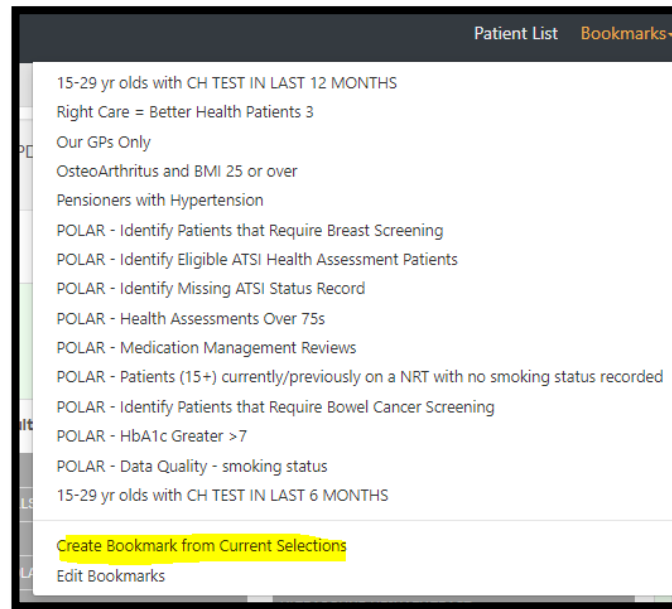 Patient List Bookmarks
15-29 yr olds with CH TEST IN LAST 12 MONTHS
Right Care = Better Health Patients 3
Our GPs Only
OsteoArthritus and BMI 25 or over
Pensioners with Hypertension
POLAR - Identify Patients that Require Breast Screening
POLAR - Identify Eligible ATSI Health Assessment Patients
POLAR - Identify Missing ATSI Status Record
POLAR - Health Assessments Over 75s
POLAR - Medication Management Reviews
POLAR - Patients (15+) currently/previously on a NRT with no smoking status recorded
POLAR - Identify Patients that Require Bowel Cancer Screening
POLAR - HbA1c Greater >7
POLAR - Data Quality - smoking status
15-29 yr olds with CH TEST IN LAST 6 MONTHS
Create Bookmark from Current Selections
Edit Bookmarks